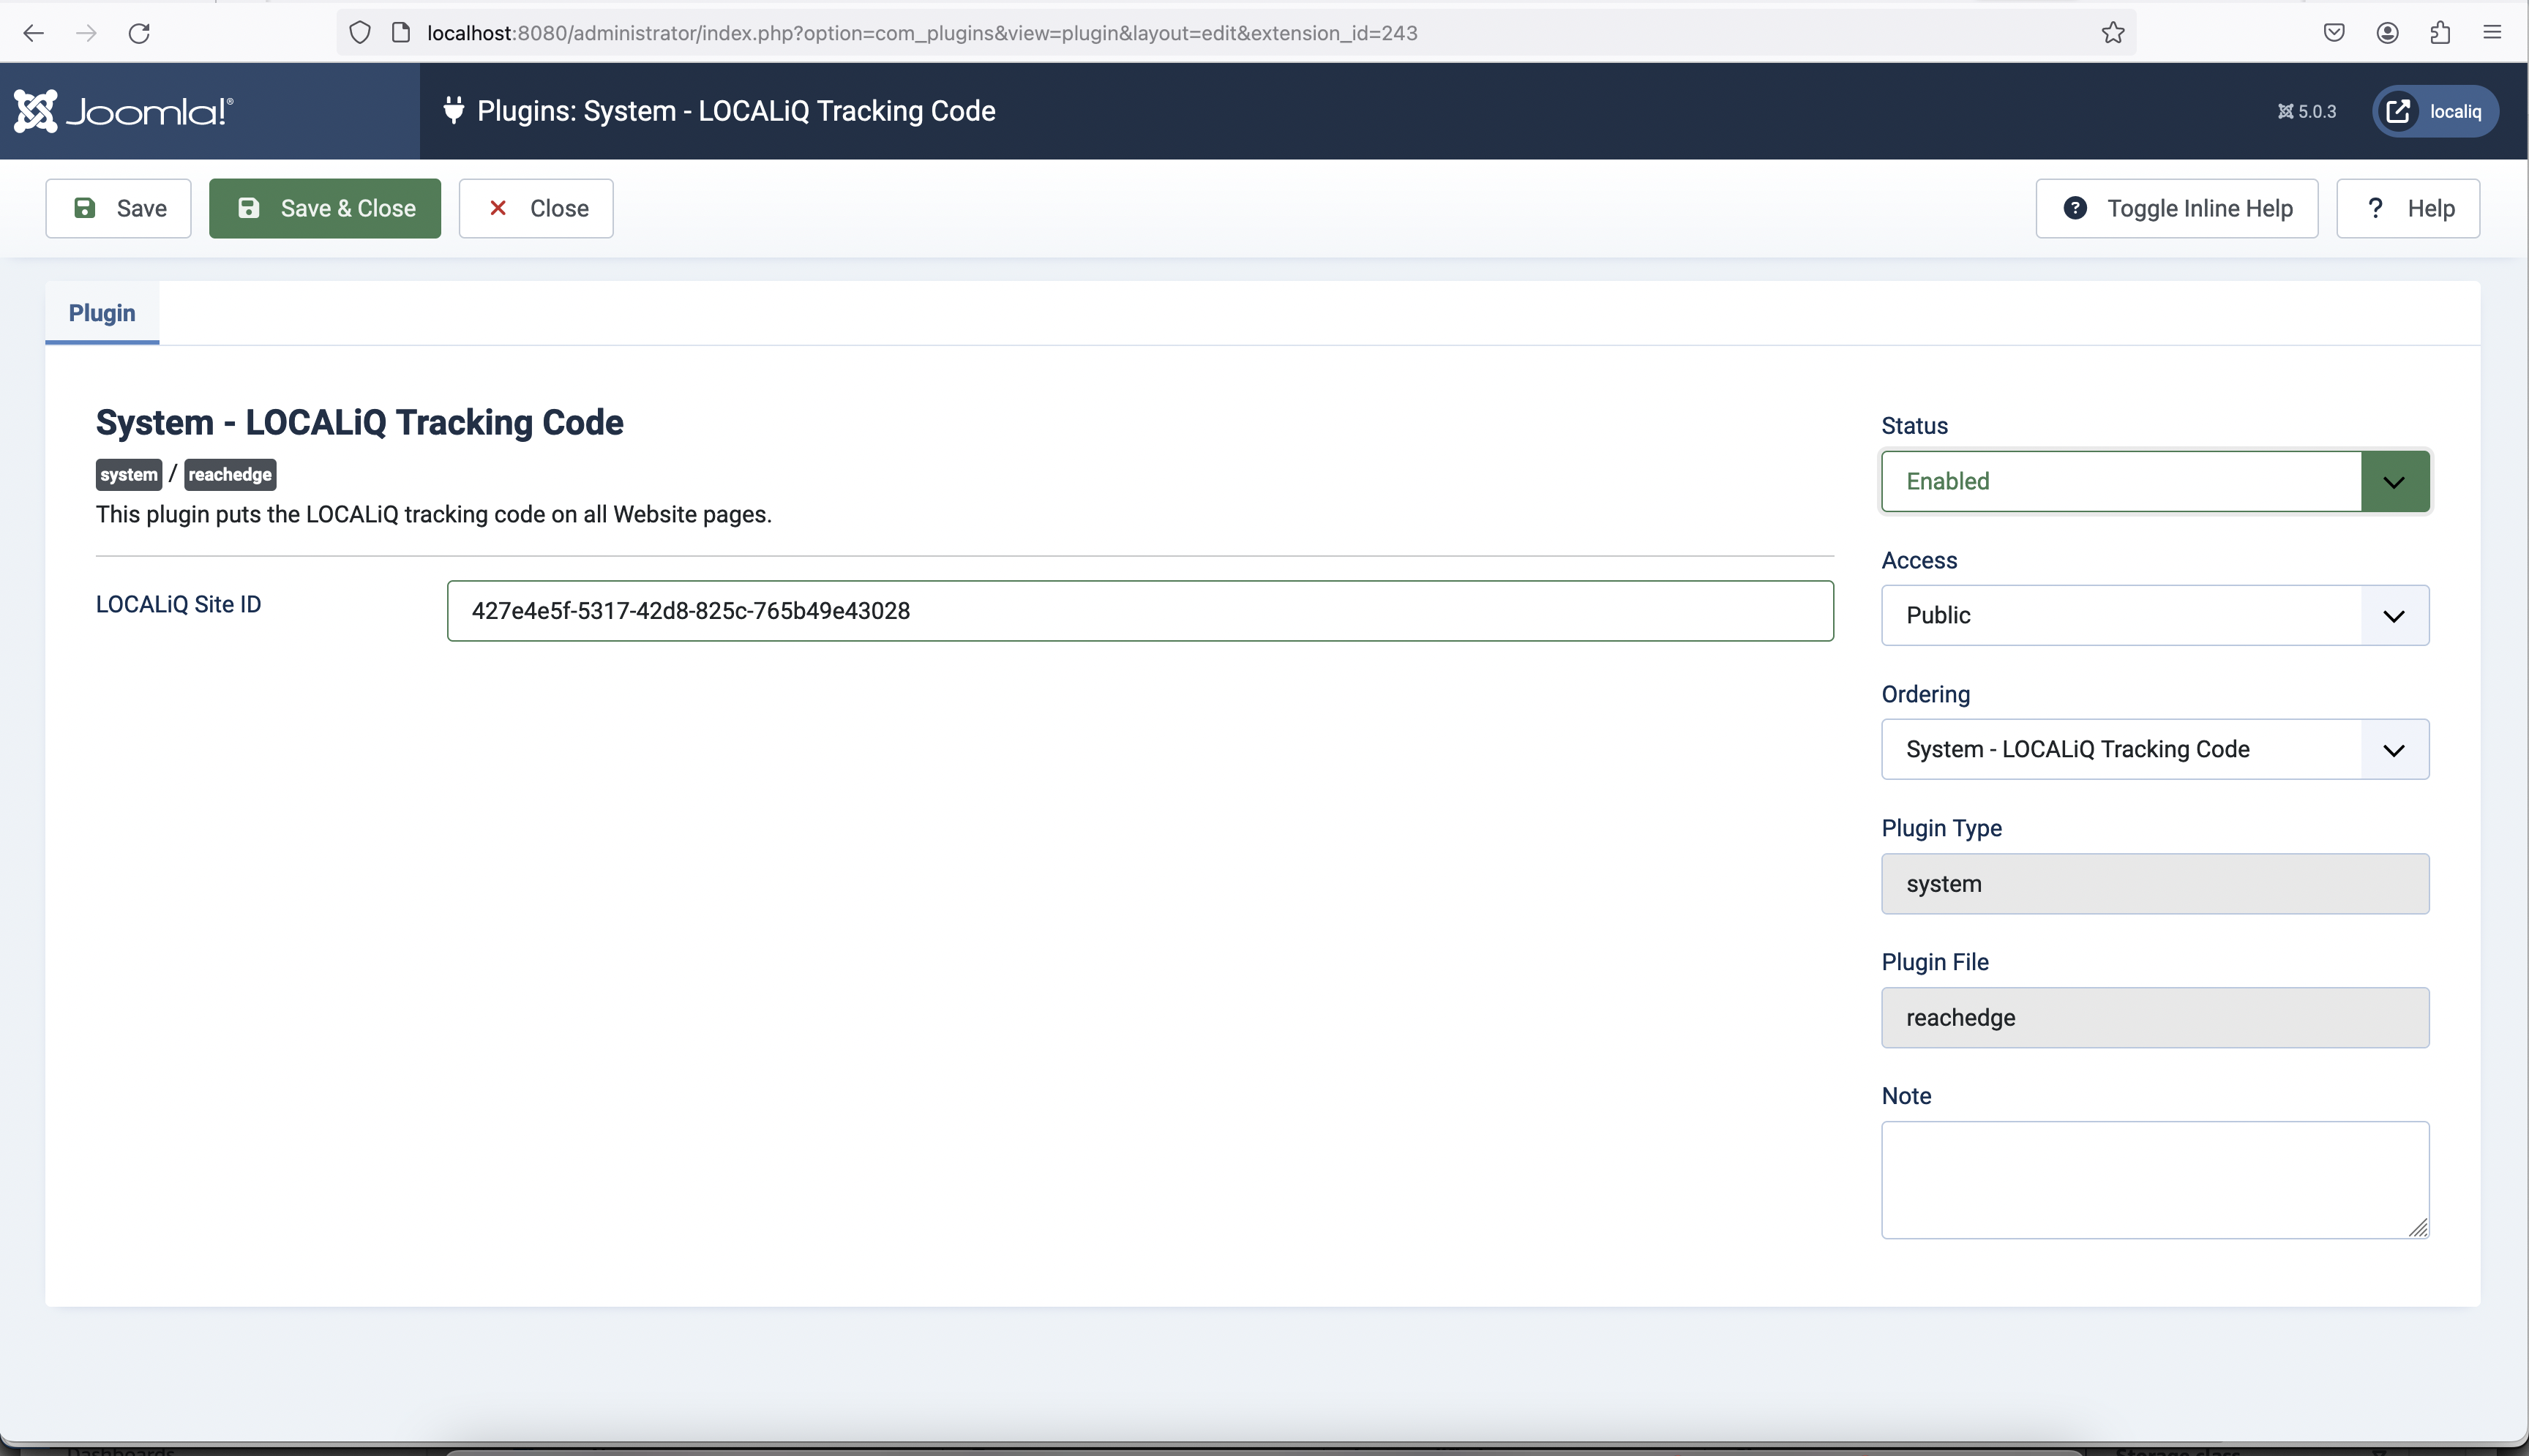 localhost:8080/administrator/index.php?option=com_plugins&view=plugin&layout=edit&extension_id=243
Joomla!®
Plugins: System - LOCALiQ Tracking Code
5.0.3
localiq
Save
Save & Close
Close
Toggle Inline Help
? Help
Plugin
System - LOCALiQ Tracking Code
system / reachedge
This plugin puts the LOCALiQ tracking code on all Website pages.
LOCALiQ Site ID
427e4e5f-5317-42d8-825c-765b49e43028
Status
Enabled
Access
Public
Ordering
System - LOCALiQ Tracking Code
Plugin Type
system
Plugin File
reachedge
Note